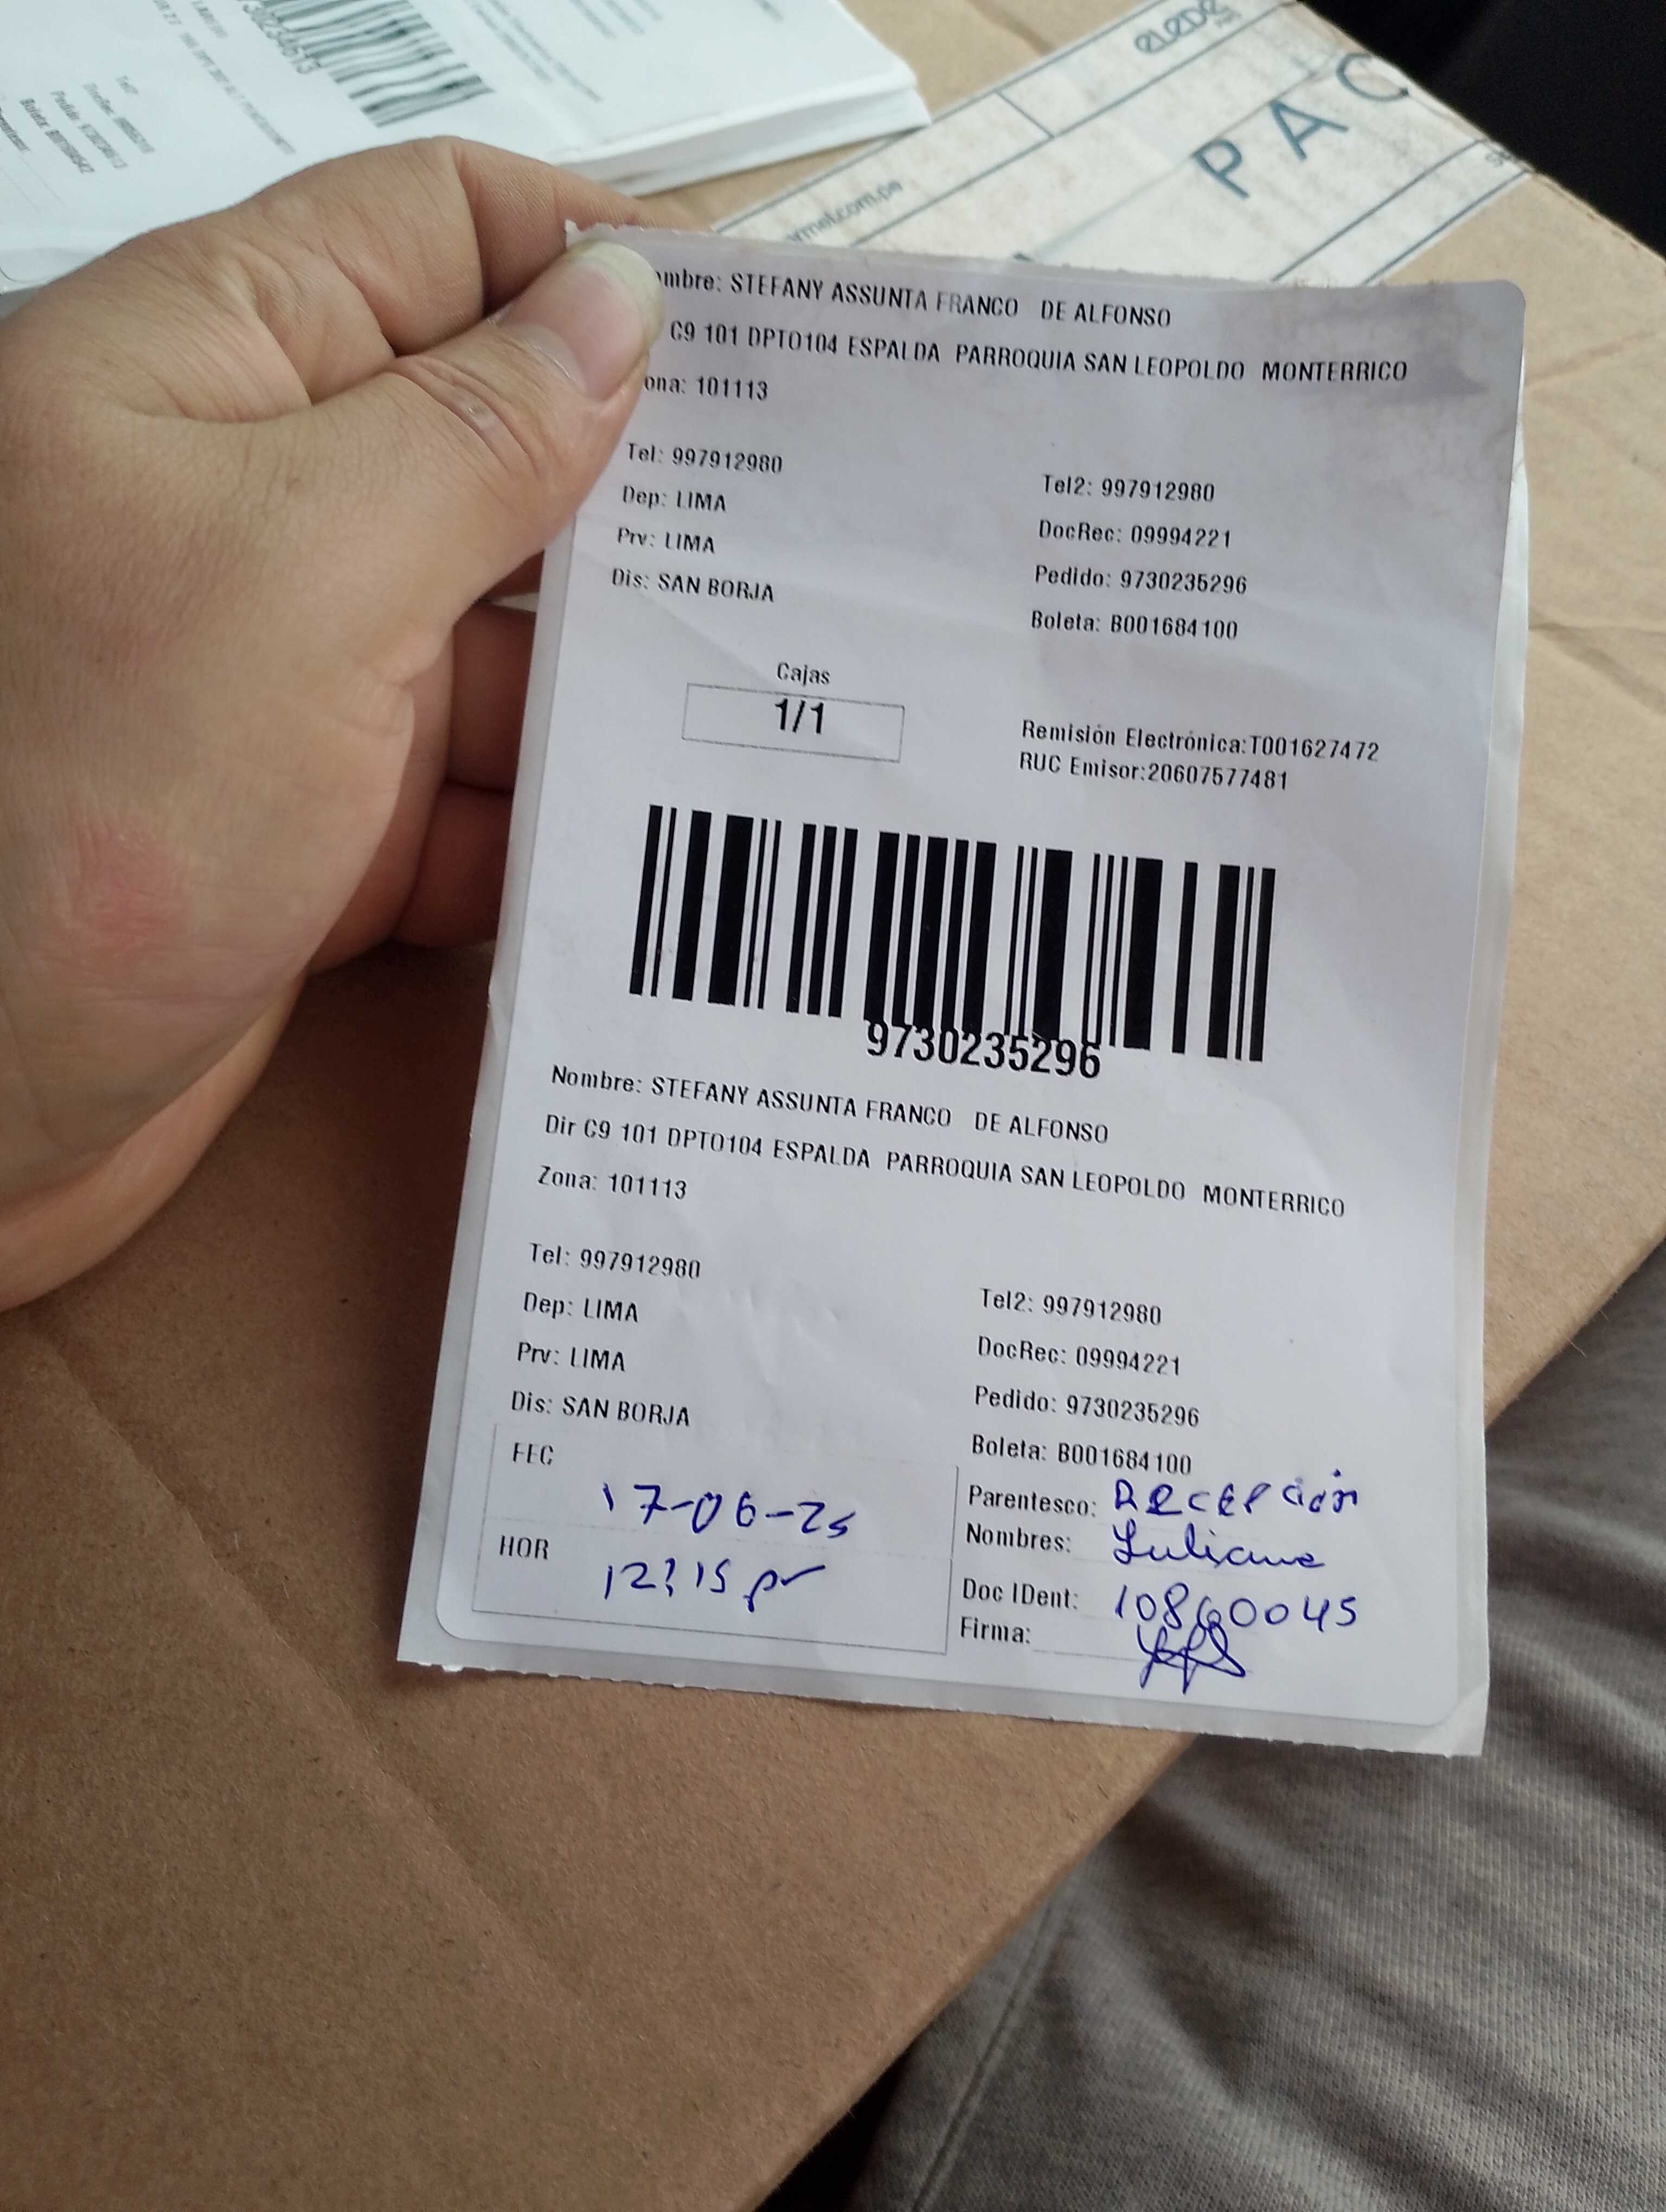 PAC
Nombre: STEFANY ASSUNTA FRANCO DE ALFONSO
C9 101 DPTO104 ESPALDA PARROQUIA SAN LEOPOLDO MONTERRICO
Zona: 101113
Tel: 997912980
Tel2: 997912980
Dep: LIMA
DocRec: 09994221
Prv: LIMA
Pedido: 9730235296
Dis: SAN BORJA
Boleta: B001684100
Cajas
1/1
Remisión Electrónica:T001627472
RUC Emisor:20607577481
9730235296
Nombre: STEFANY ASSUNTA FRANCO DE ALFONSO
Dir C9 101 DPTO104 ESPALDA PARROQUIA SAN LEOPOLDO MONTERRICO
Zona: 101113
Tel: 997912980
Tel2: 997912980
Dep: LIMA
DocRec: 09994221
Prv: LIMA
Pedido: 9730235296
Dis: SAN BORJA
Boleta: B001684100
FEC 17-06-25
HOR 12:15 pm
Parentesco: Recepción
Nombres: Juliana
Doc IDent: 10860045
Firma: